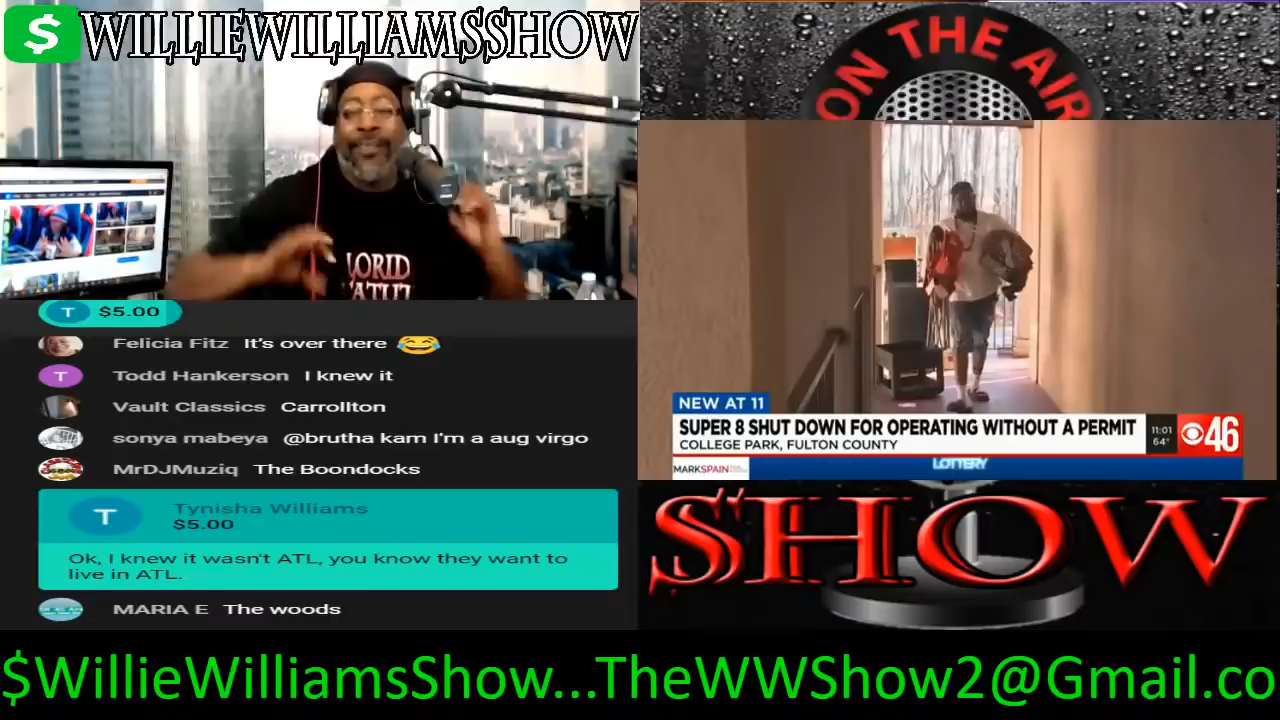 $ WILLIEWILLIAMSSHOW
ON THE AIR
T $5.00
Felicia Fitz It's over there 😂
T Todd Hankerson I knew it
Vault Classics Carrollton
sonya mabeya @brutha kam I'm a aug virgo
MrDJMuziq The Boondocks
T Tynisha Williams
$5.00
Ok, I knew it wasn't ATL, you know they want to
live in ATL.
MARIA E The woods
NEW AT 11
SUPER 8 SHUT DOWN FOR OPERATING WITHOUT A PERMIT
COLLEGE PARK, FULTON COUNTY
11:01
64°
46
MARKSPAIN
LOTTERY
$HOW
$WillieWilliamsShow...TheWWShow2@Gmail.co